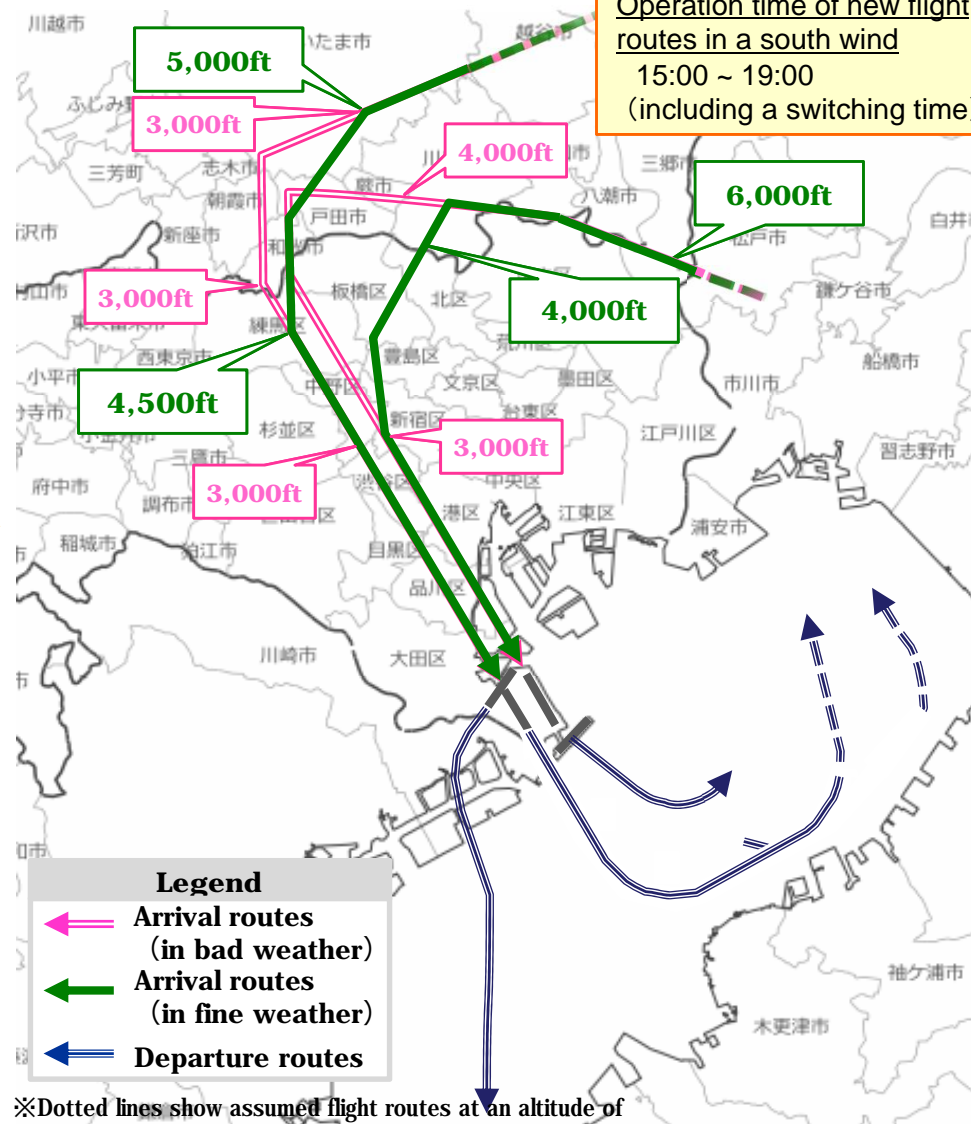 Operation time of new flight
routes in a south wind
15:00 ~ 19:00
（including a switching time）
川越市
越谷市
いたま市
5,000ft
3,000ft
4,000ft
三芳町
志木市
三郷市
蕨市
朝霞市
八潮市
6,000ft
戸田市
白井
新座市
松戸市
3,000ft
板橋区
北区
4,000ft
鎌ケ谷市
練馬区
西東京市
豊島区
船橋市
小平市
4,500ft
中野区
文京区
墨田区
市川市
新宿区
台東区
杉並区
江戸川区
三鷹市
3,000ft
習志野市
府中市
3,000ft
渋谷区
中央区
調布市
港区
江東区
浦安市
稲城市
狛江市
目黒区
品川区
川崎市
大田区
Legend
Arrival routes
（in bad weather）
Arrival routes
（in fine weather）
Departure routes
袖ケ浦市
木更津市
※Dotted lines show assumed flight routes at an altitude of